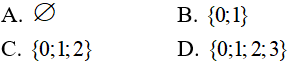 A. ∅ B. {0;1}
C. {0;1;2} D. {0;1;2;3}